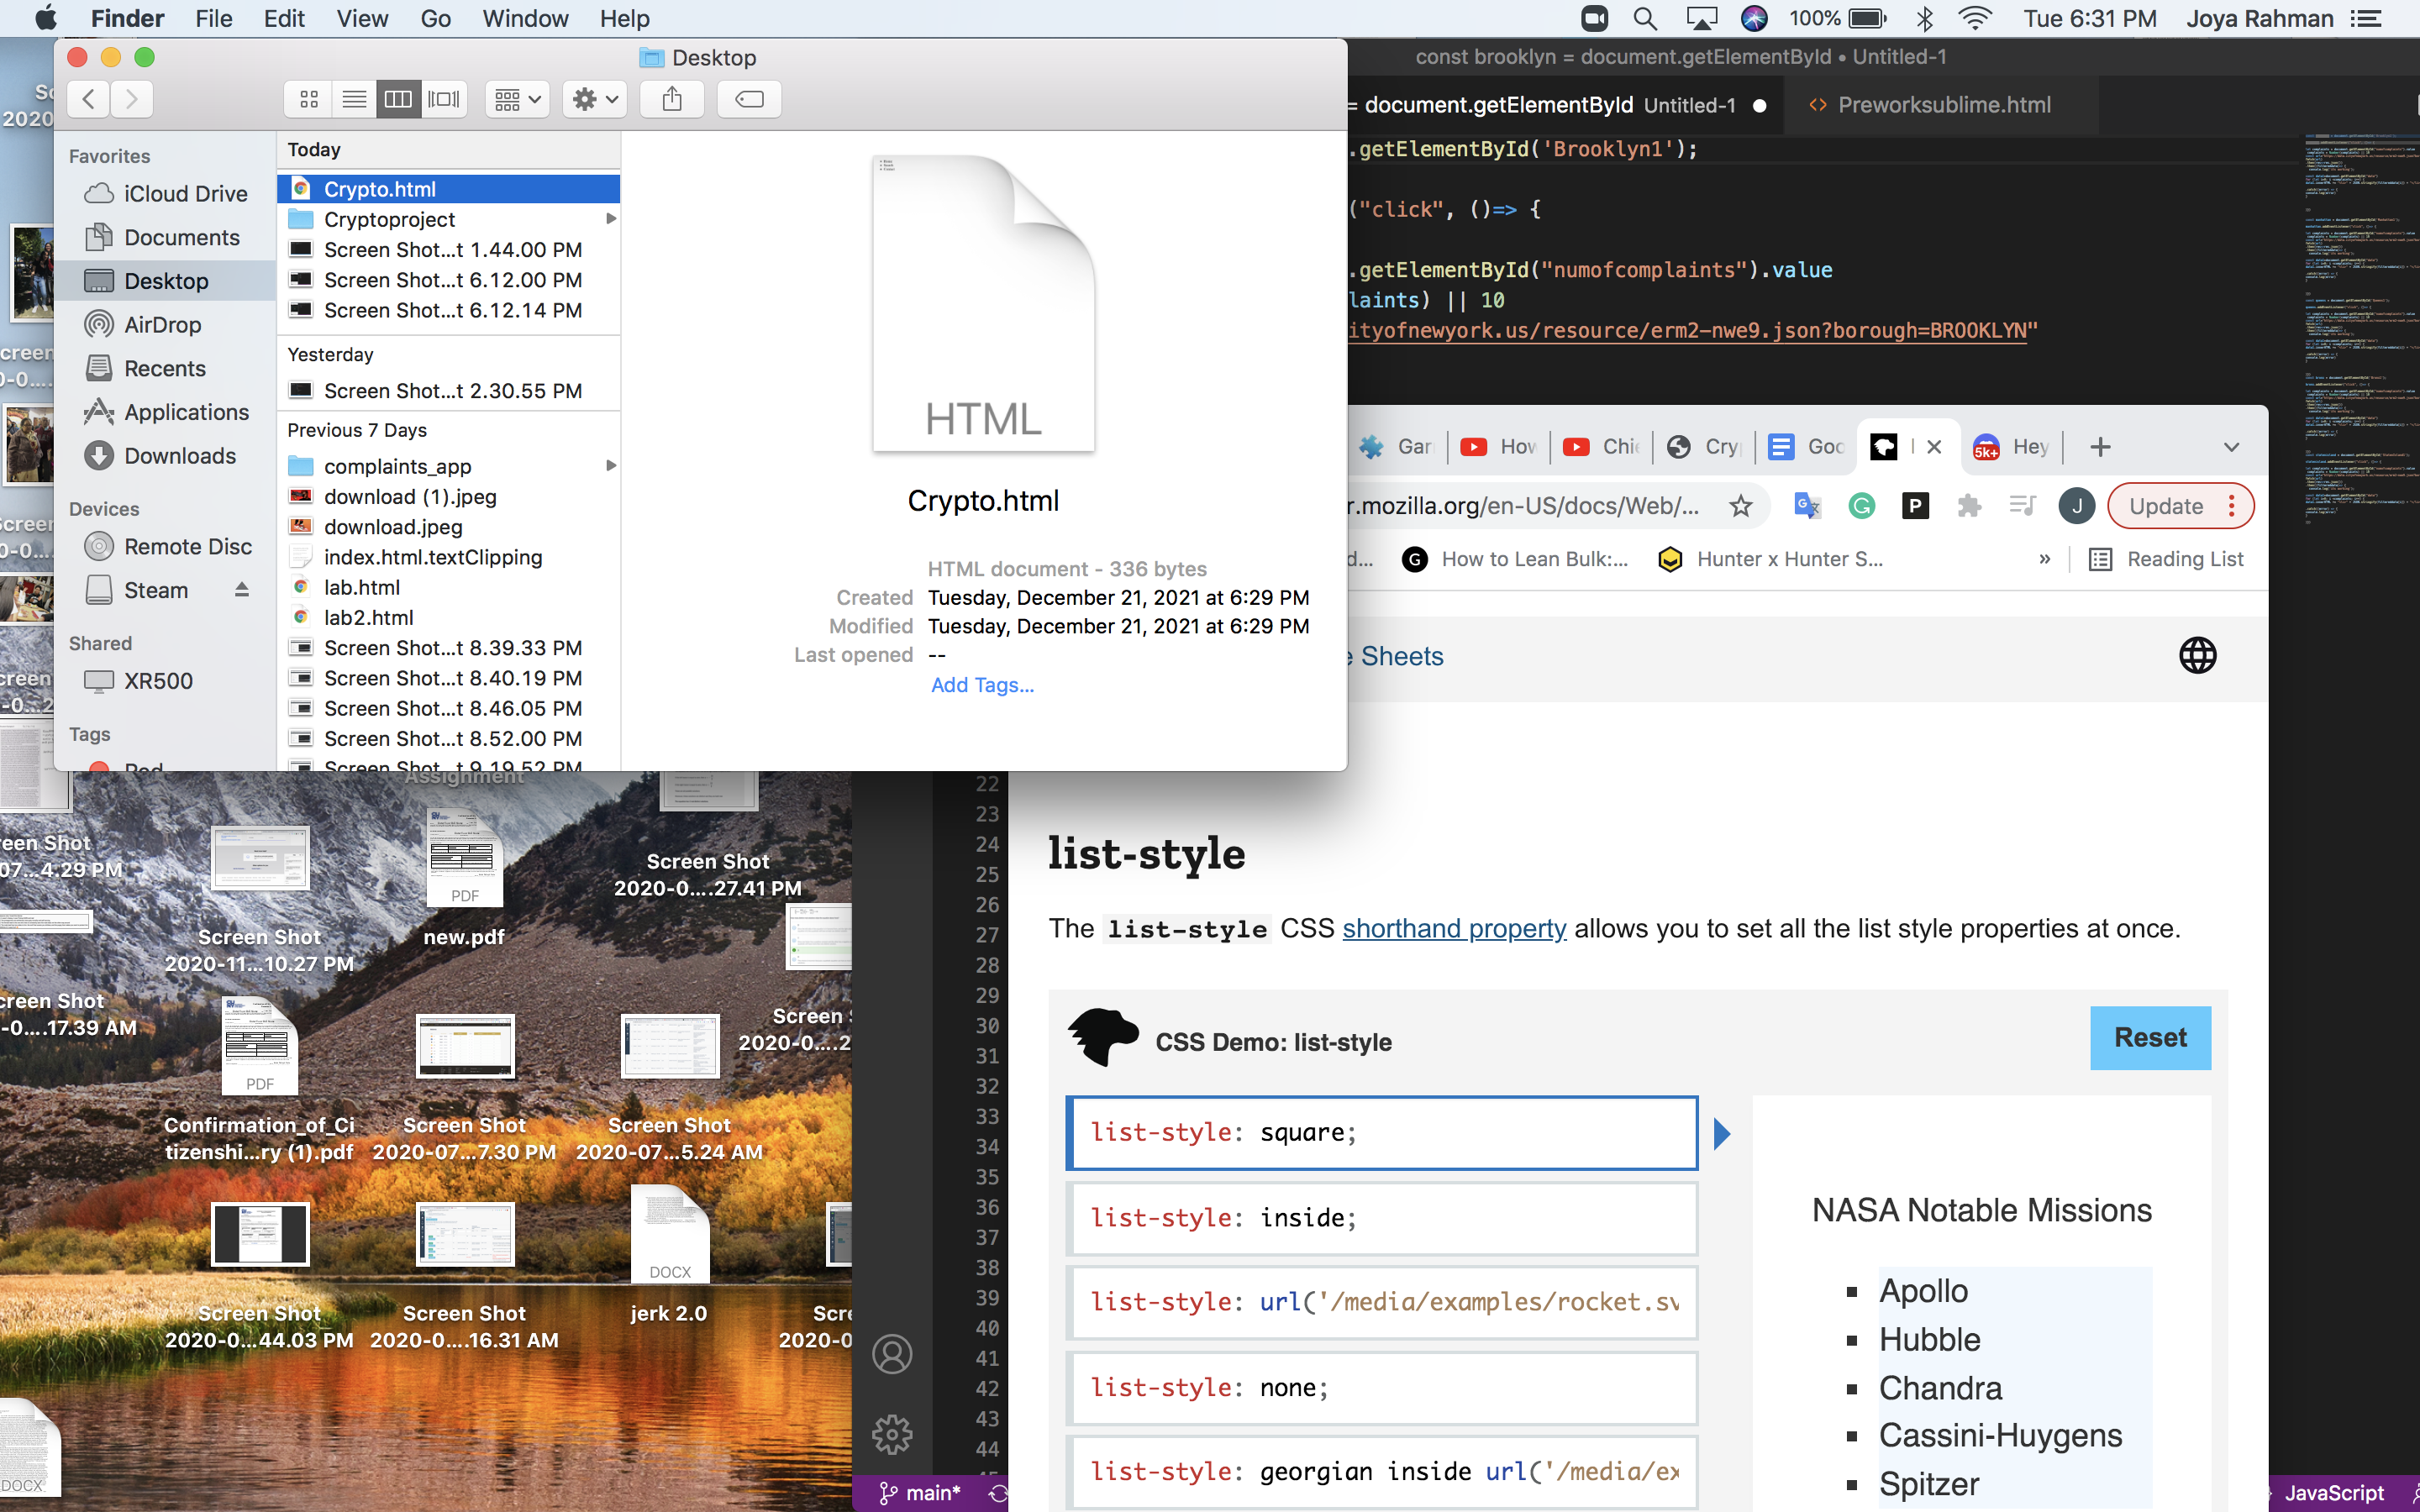 Finder File Edit View Go Window Help
100% Tue 6:31 PM Joya Rahman
Desktop
Favorites
iCloud Drive
Documents
Desktop
AirDrop
Recents
Applications
Downloads
Devices
Remote Disc
Steam
Shared
XR500
Tags
Today
Crypto.html
Cryptoproject
Screen Shot...t 1.44.00 PM
Screen Shot...t 6.12.00 PM
Screen Shot...t 6.12.14 PM
Yesterday
Screen Shot...t 2.30.55 PM
Previous 7 Days
complaints_app
download (1).jpeg
download.jpeg
index.html.textClipping
lab.html
lab2.html
Screen Shot...t 8.39.33 PM
Screen Shot...t 8.40.19 PM
Screen Shot...t 8.46.05 PM
Screen Shot...t 8.52.00 PM
Screen Shot...t 9.19.52 PM
HTML
Crypto.html
HTML document - 336 bytes
Created Tuesday, December 21, 2021 at 6:29 PM
Modified Tuesday, December 21, 2021 at 6:29 PM
Last opened --
Add Tags...
const brooklyn = document.getElementById • Untitled-1
= document.getElementById Untitled-1 ● <> Preworksublime.html
.getElementById('Brooklyn1');
("click", ()=> {
.getElementById("numofcomplaints").value
laints) || 10
ityofnewyork.us/resource/erm2-nwe9.json?borough=BROOKLYN"
Gar How Chi Cry Goo Hey
5k+
r.mozilla.org/en-US/docs/Web/... P J Update
d... G How to Lean Bulk:... Hunter x Hunter S... » Reading List
e Sheets
list-style
The list-style CSS shorthand property allows you to set all the list style properties at once.
CSS Demo: list-style
Reset
list-style: square;
list-style: inside;
list-style: url('/media/examples/rocket.sv
list-style: none;
list-style: georgian inside url('/media/ex
NASA Notable Missions
Apollo
Hubble
Chandra
Cassini-Huygens
Spitzer
22
23
24
25
26
27
28
29
30
31
32
33
34
35
36
37
38
39
40
41
42
43
44
main*
JavaScript
Assignment
reen Shot
07...4.29 PM
Screen Shot
2020-11...10.27 PM
PDF
new.pdf
Screen Shot
2020-0....27.41 PM
creen Shot
-0....17.39 AM
PDF
Confirmation_of_Ci
tizenshi...ry (1).pdf
Screen Shot
2020-07...7.30 PM
Screen Shot
2020-07...5.24 AM
Screen
2020-0....2
Screen Shot
2020-0...44.03 PM
Screen Shot
2020-0....16.31 AM
DOCX
jerk 2.0
Scre
2020-0
DOCX